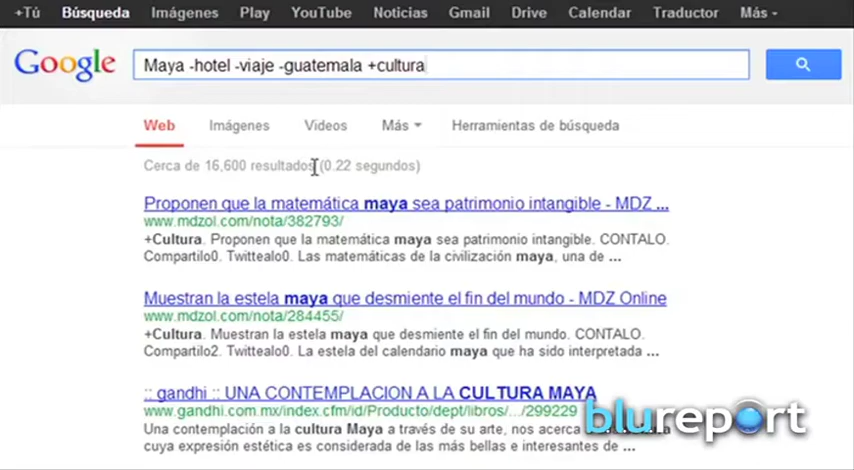 +Tú Búsqueda Imágenes Play YouTube Noticias Gmail Drive Calendar Traductor Más
Google Maya -hotel -viaje -guatemala +cultura
Web Imágenes Videos Más Herramientas de búsqueda
Cerca de 16,600 resultados (0.22 segundos)
Proponen que la matemática maya sea patrimonio intangible - MDZ ...
www.mdzol.com/nota/382793/
+Cultura. Proponen que la matemática maya sea patrimonio intangible. CONTALO.
Compartilo0. Twittealo0. Las matemáticas de la civilización maya, una de ...
Muestran la estela maya que desmiente el fin del mundo - MDZ Online
www.mdzol.com/nota/284455/
+Cultura. Muestran la estela maya que desmiente el fin del mundo. CONTALO.
Compartilo2. Twittealo0. La estela del calendario maya que ha sido interpretada ...
:: gandhi :: UNA CONTEMPLACION A LA CULTURA MAYA
www.gandhi.com.mx/index.cfm/id/Producto/dept/libros/.../299229
blureport
Una contemplación a la cultura Maya a través de su arte, nos acerca
cuya expresión estética es considerada de las más bellas e interesantes de ...